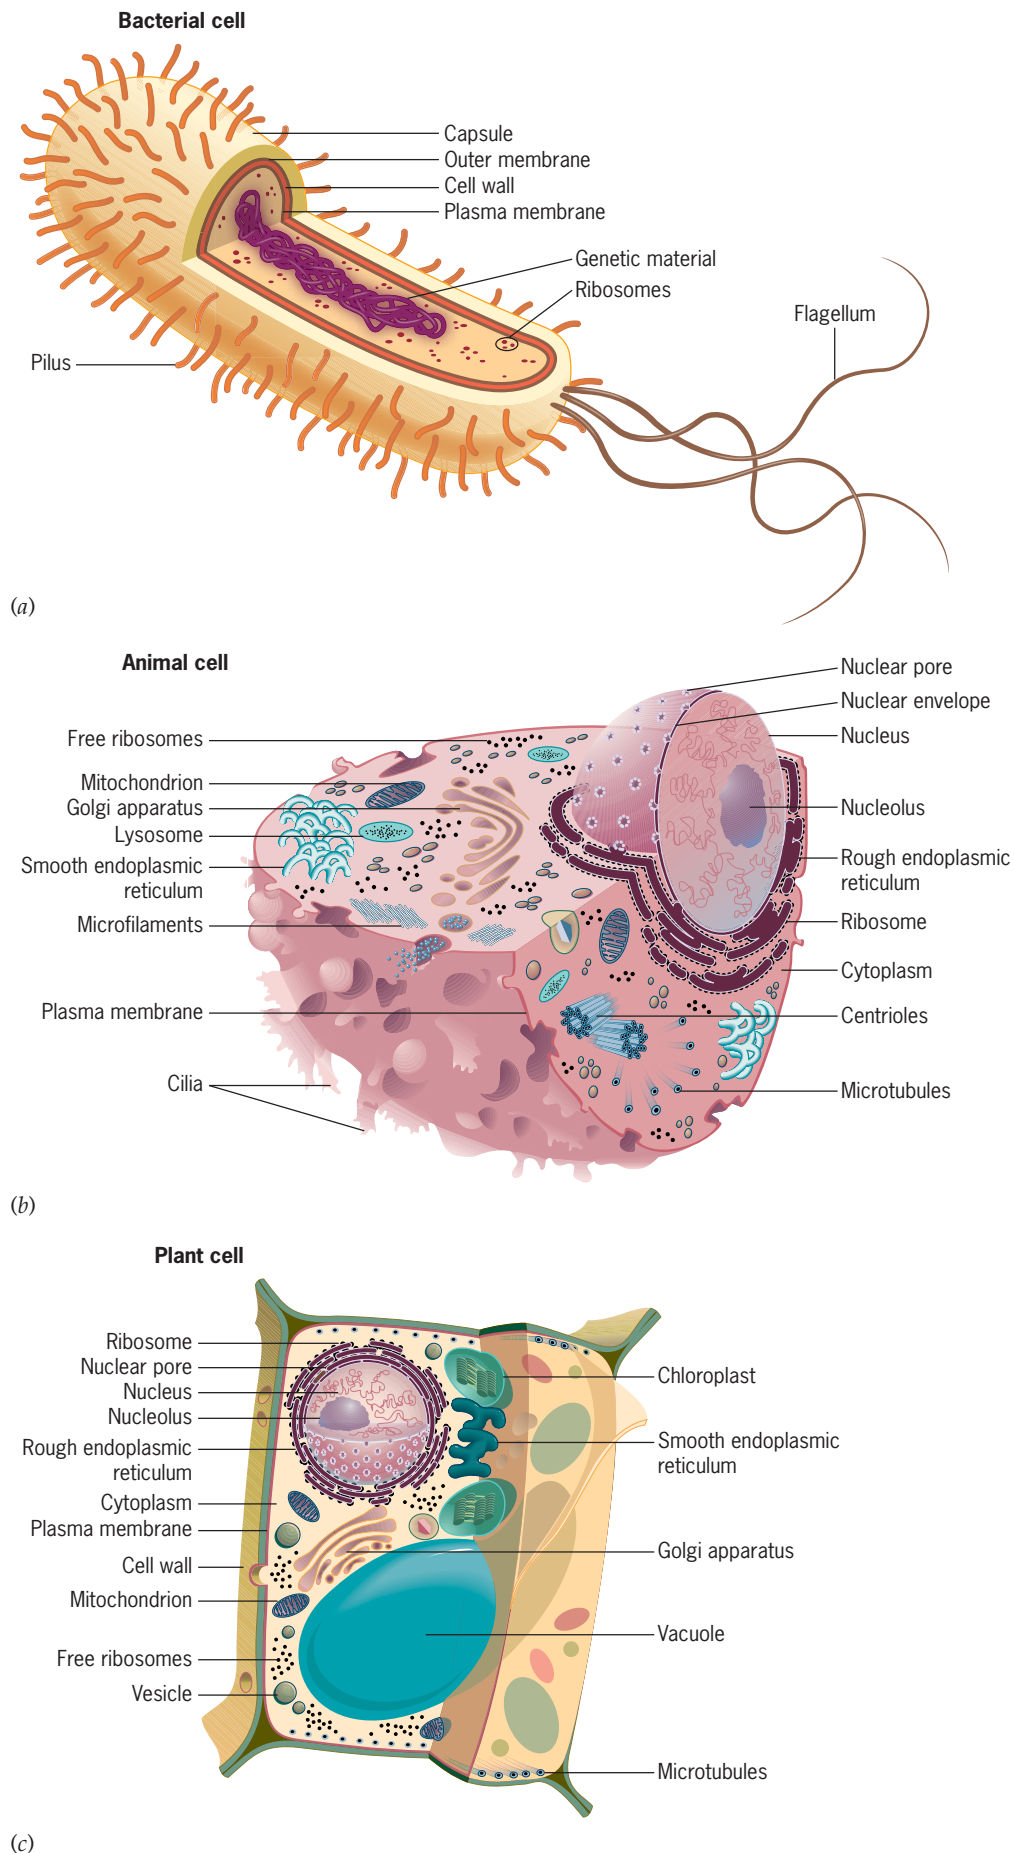 Bacterial cell
Capsule
Outer membrane
Cell wall
Plasma membrane
Genetic material
Ribosomes
Flagellum
Pilus
(a)
Animal cell
Nuclear pore
Nuclear envelope
Nucleus
Nucleolus
Rough endoplasmic
reticulum
Ribosome
Cytoplasm
Centrioles
Microtubules
Free ribosomes
Mitochondrion
Golgi apparatus
Lysosome
Smooth endoplasmic
reticulum
Microfilaments
Plasma membrane
Cilia
(b)
Plant cell
Ribosome
Nuclear pore
Nucleus
Nucleolus
Rough endoplasmic
reticulum
Cytoplasm
Plasma membrane
Cell wall
Mitochondrion
Free ribosomes
Vesicle
Chloroplast
Smooth endoplasmic
reticulum
Golgi apparatus
Vacuole
Microtubules
(c)